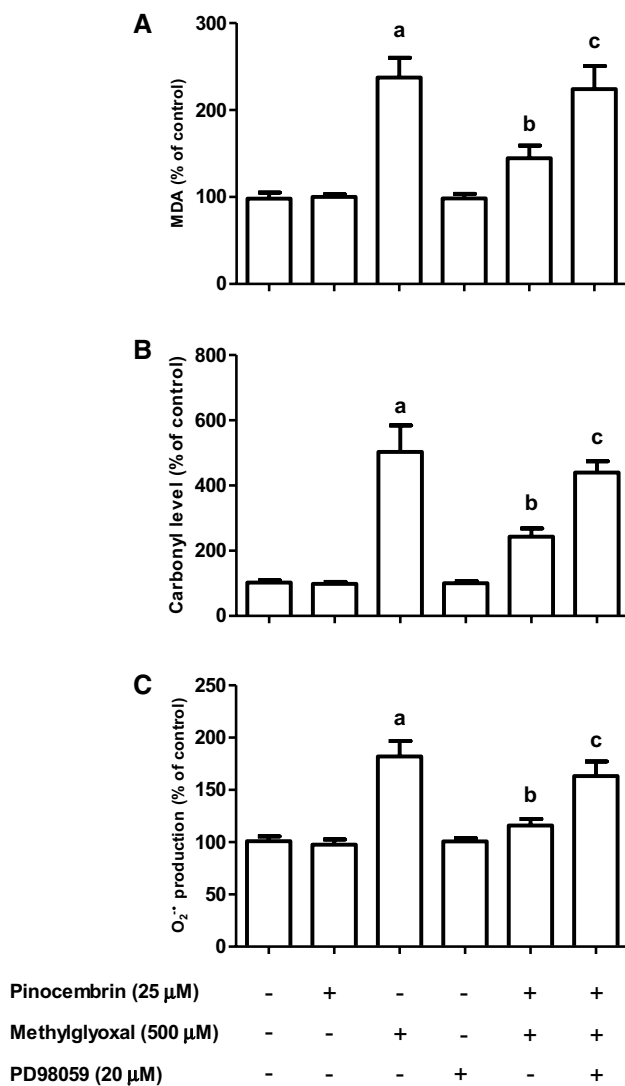 A
MDA (% of control)
300
200
100
0
a
b
c
B
Carbonyl level (% of control)
800
600
400
200
0
a
b
c
C
O₂⁻• production (% of control)
250
200
150
100
50
0
a
b
c
Pinocembrin (25 μM) - + - - + +
Methylglyoxal (500 μM) - - + - + +
PD98059 (20 μM) - - - + - +